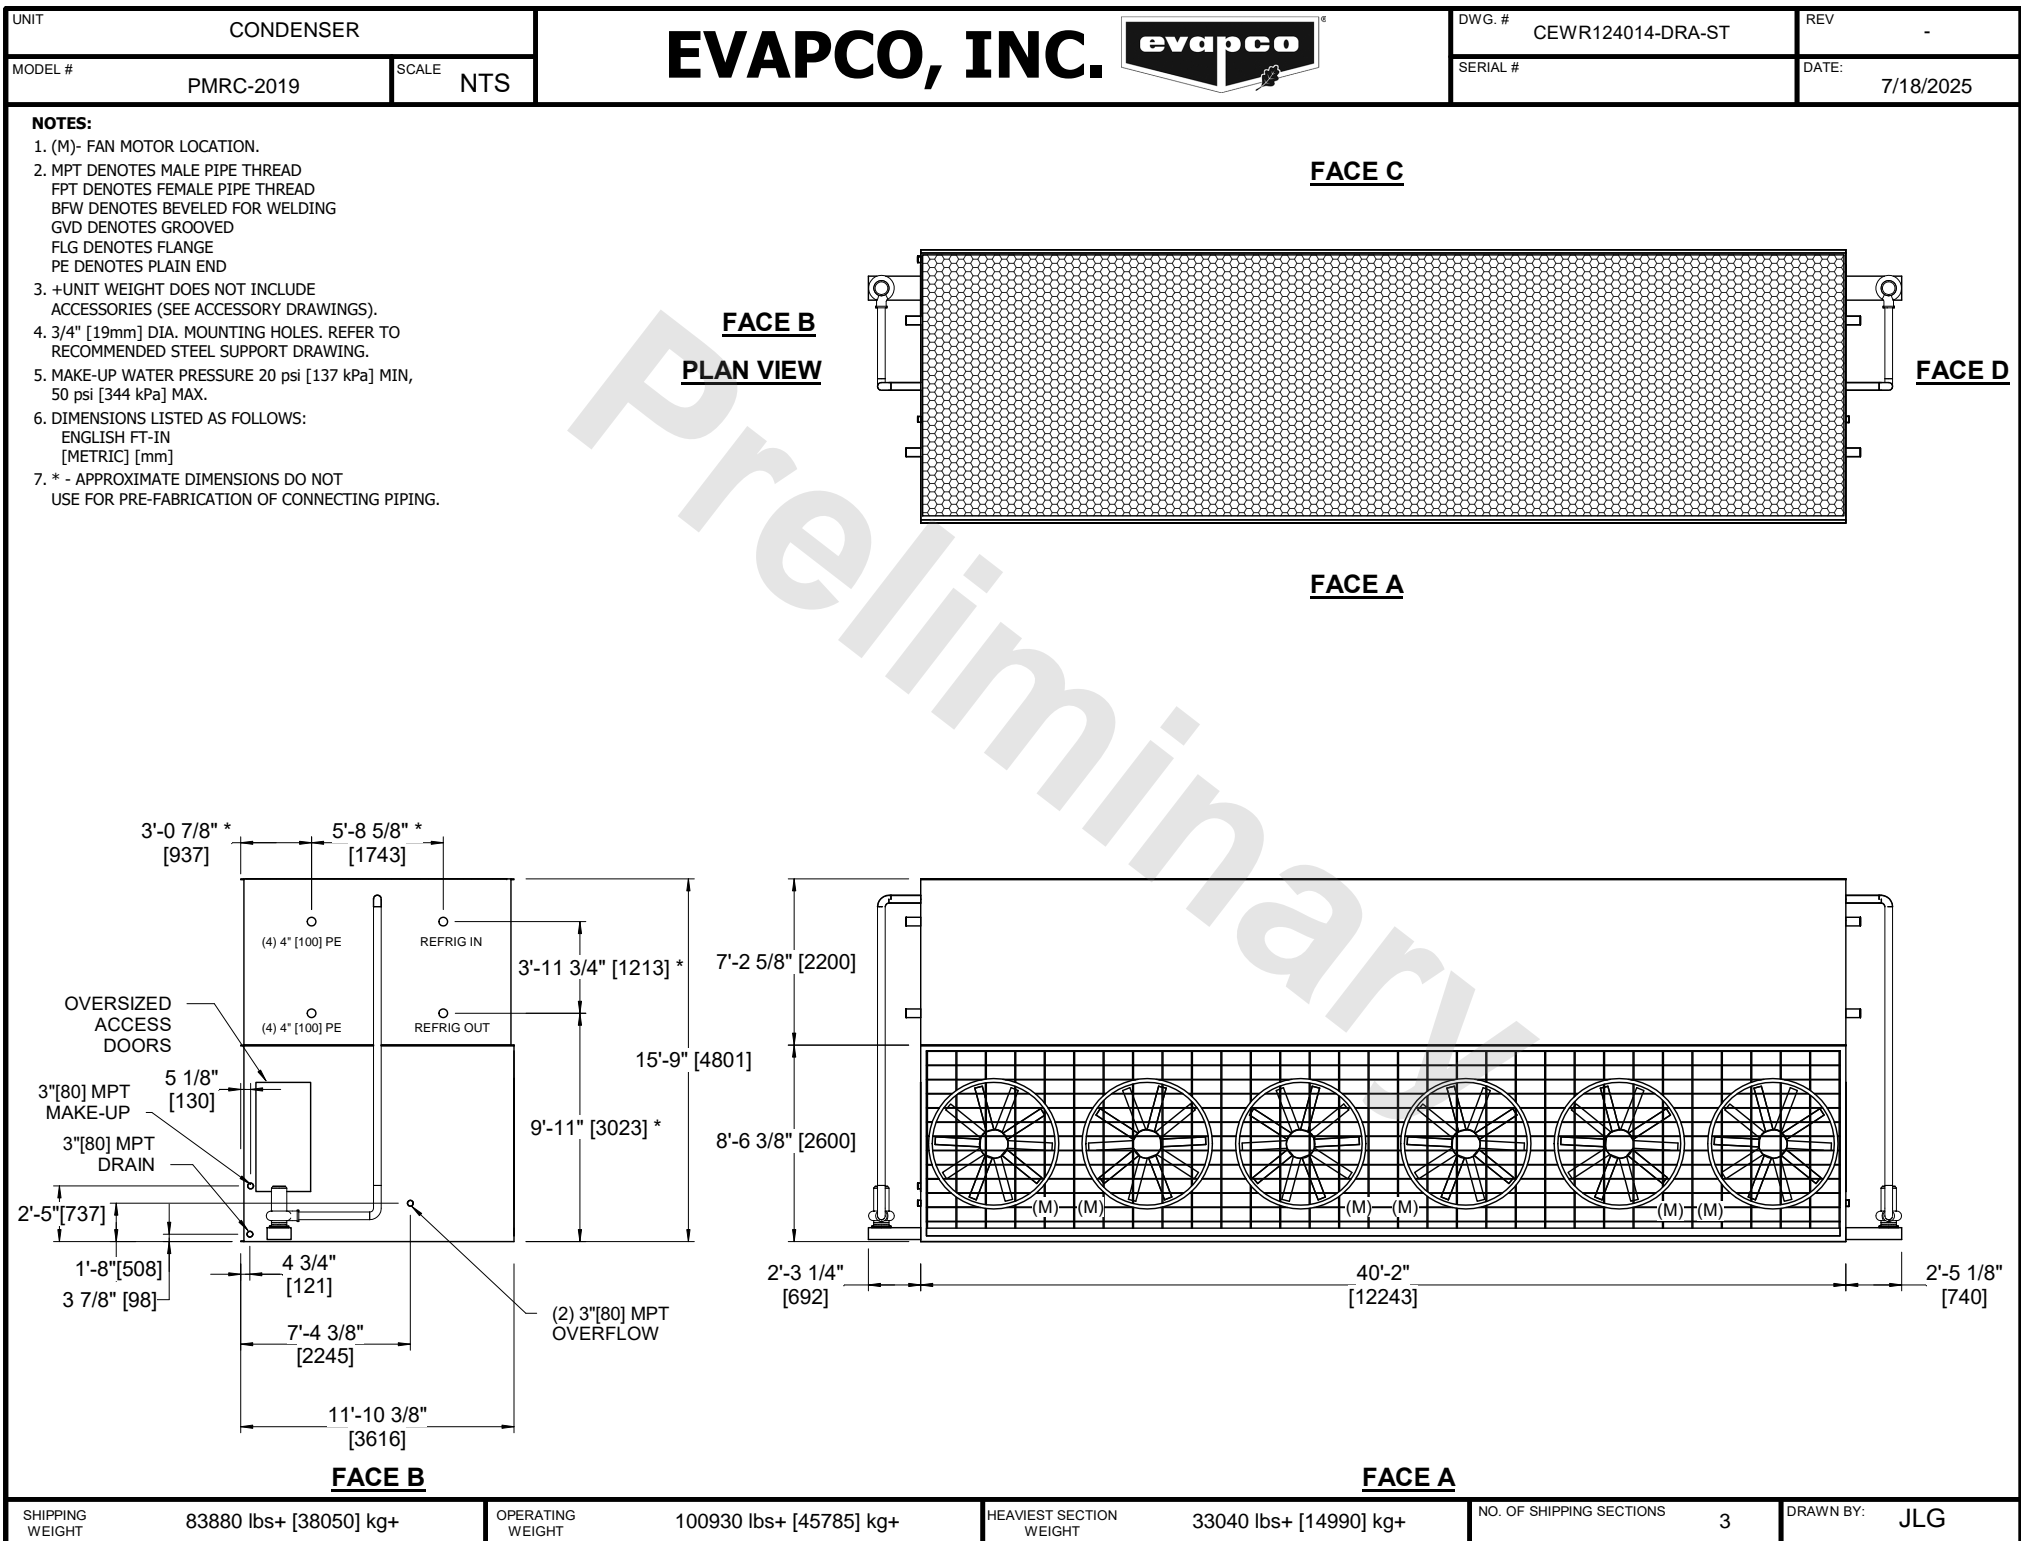 UNIT
CONDENSER
MODEL #
PMRC-2019
SCALE
NTS
EVAPCO, INC.
evapco
®
DWG. #
CEWR124014-DRA-ST
REV
-
SERIAL #
DATE:
7/18/2025
NOTES:
1. (M)- FAN MOTOR LOCATION.
2. MPT DENOTES MALE PIPE THREAD
FPT DENOTES FEMALE PIPE THREAD
BFW DENOTES BEVELED FOR WELDING
GVD DENOTES GROOVED
FLG DENOTES FLANGE
PE DENOTES PLAIN END
3. +UNIT WEIGHT DOES NOT INCLUDE
ACCESSORIES (SEE ACCESSORY DRAWINGS).
4. 3/4" [19mm] DIA. MOUNTING HOLES. REFER TO
RECOMMENDED STEEL SUPPORT DRAWING.
5. MAKE-UP WATER PRESSURE 20 psi [137 kPa] MIN,
50 psi [344 kPa] MAX.
6. DIMENSIONS LISTED AS FOLLOWS:
ENGLISH FT-IN
[METRIC] [mm]
7. * - APPROXIMATE DIMENSIONS DO NOT
USE FOR PRE-FABRICATION OF CONNECTING PIPING.
FACE C
FACE B
PLAN VIEW
FACE D
FACE A
Preliminary
3'-0 7/8" *
[937]
5'-8 5/8" *
[1743]
(4) 4" [100] PE
REFRIG IN
3'-11 3/4" [1213] *
(4) 4" [100] PE
REFRIG OUT
OVERSIZED
ACCESS
DOORS
15'-9" [4801]
5 1/8"
[130]
3"[80] MPT
MAKE-UP
9'-11" [3023] *
3"[80] MPT
DRAIN
2'-5"[737]
1'-8"[508]
3 7/8" [98]
4 3/4"
[121]
(2) 3"[80] MPT
OVERFLOW
7'-4 3/8"
[2245]
11'-10 3/8"
[3616]
FACE B
7'-2 5/8" [2200]
8'-6 3/8" [2600]
(M)
(M)
(M)
(M)
(M)
(M)
2'-3 1/4"
[692]
40'-2"
[12243]
2'-5 1/8"
[740]
FACE A
SHIPPING
WEIGHT
83880 lbs+ [38050] kg+
OPERATING
WEIGHT
100930 lbs+ [45785] kg+
HEAVIEST SECTION
WEIGHT
33040 lbs+ [14990] kg+
NO. OF SHIPPING SECTIONS
3
DRAWN BY:
JLG